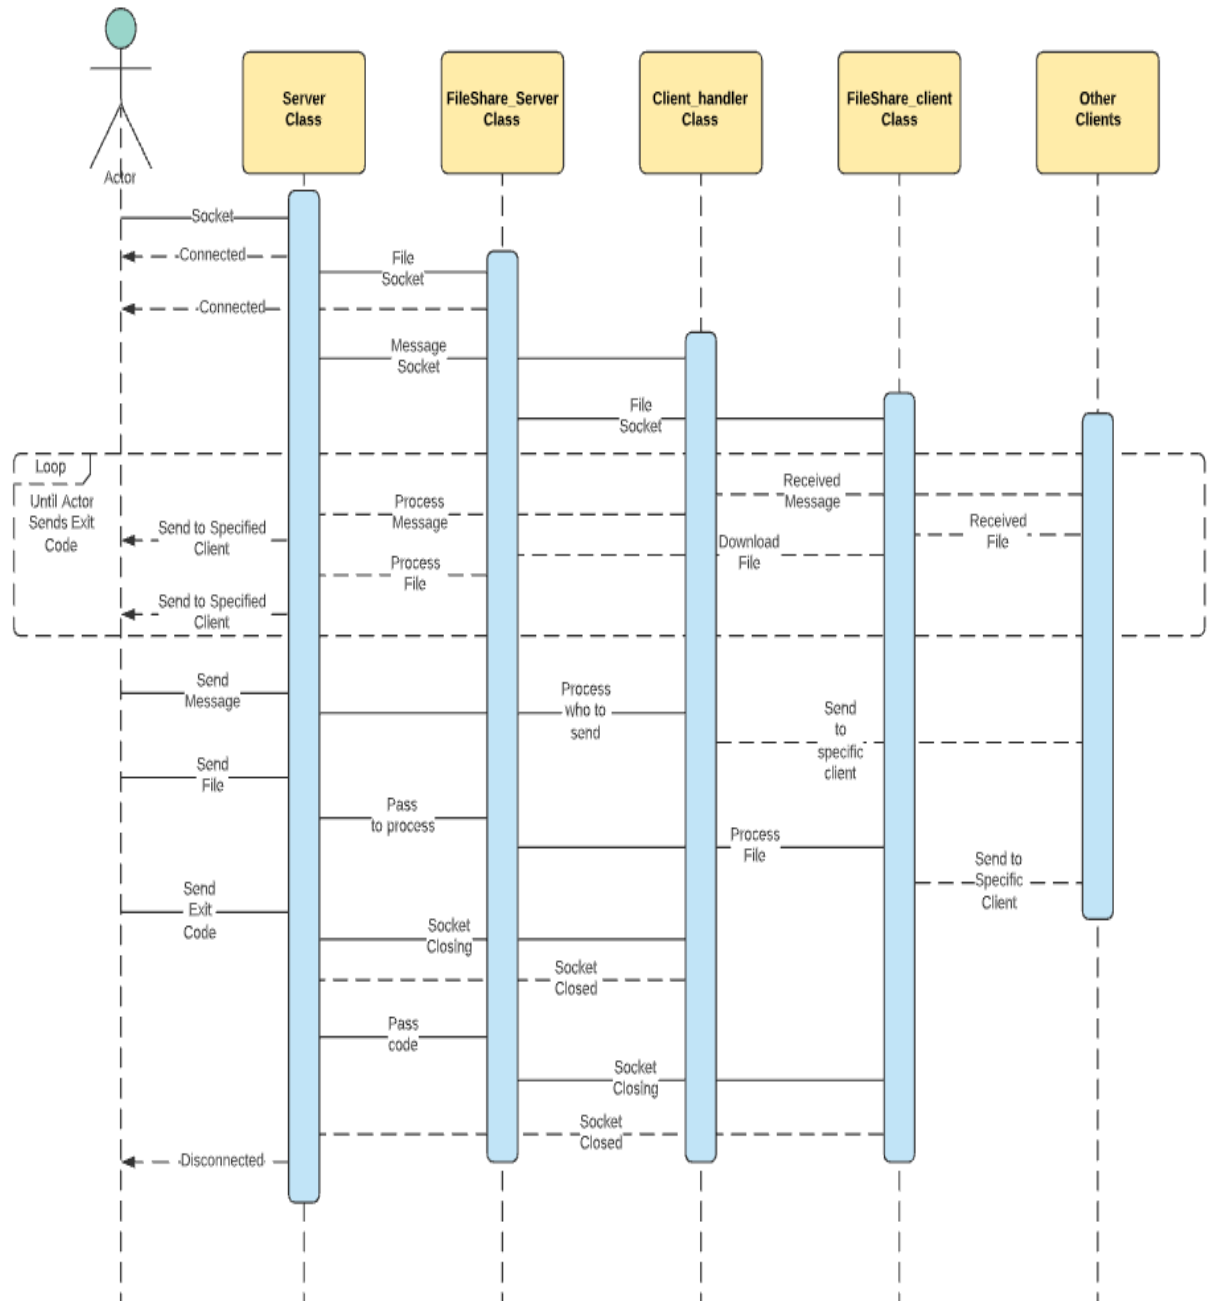 Actor
Server
Class
FileShare_Server
Class
Client_handler
Class
FileShare_client
Class
Other
Clients
Socket
Connected
File
Socket
Connected
Message
Socket
File
Socket
Loop
Until Actor
Sends Exit
Code
Received
Message
Process
Message
Received
File
Send to Specified
Client
Download
File
Process
File
Send to Specified
Client
Send
Message
Process
who to
send
Send
to
specific
client
Send
File
Pass
to process
Process
File
Send to
Specific
Client
Send
Exit
Code
Socket
Closing
Socket
Closed
Pass
code
Socket
Closing
Socket
Closed
Disconnected